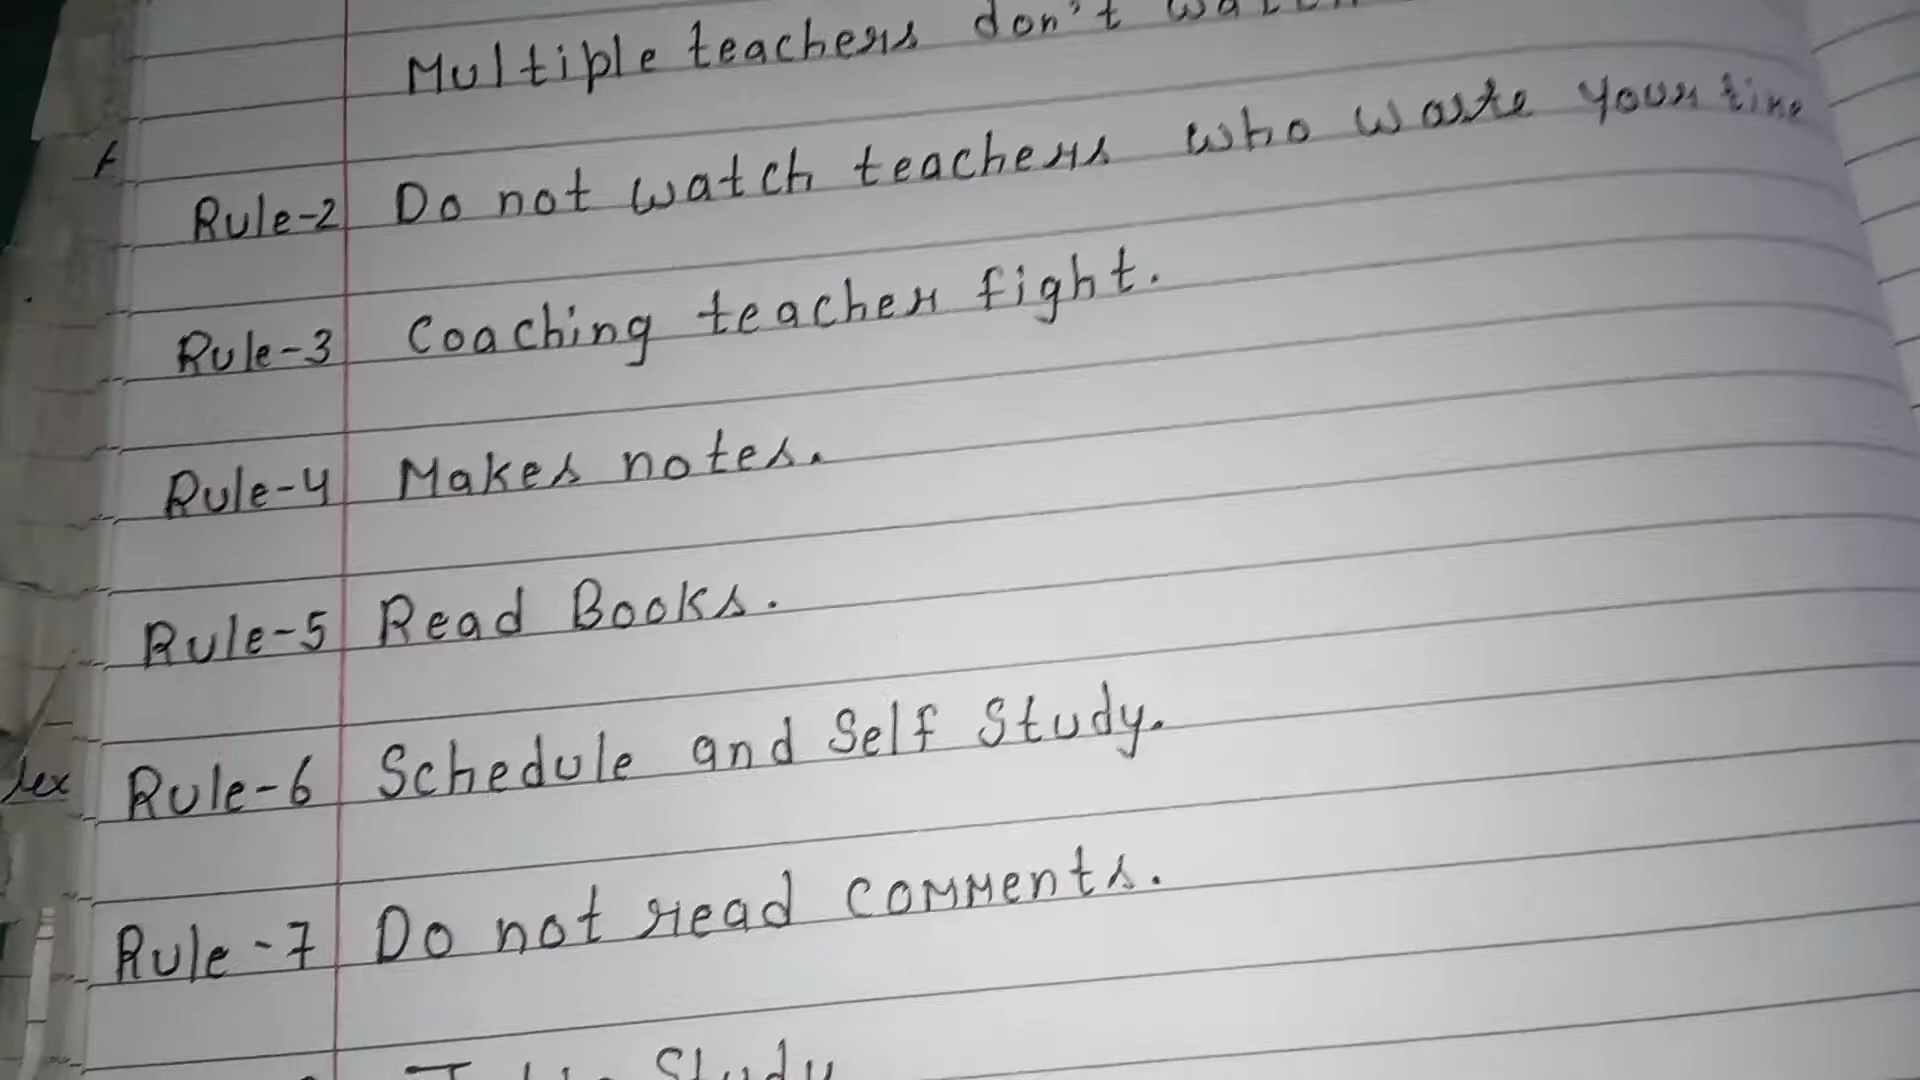 Multiple teachers don't
Rule-2 Do not watch teachers who waste your time
Rule-3 Coaching teacher fight.
Rule-4 Makes notes.
Rule-5 Read Books.
Rule-6 Schedule and Self Study.
Rule-7 Do not read comments.
Study